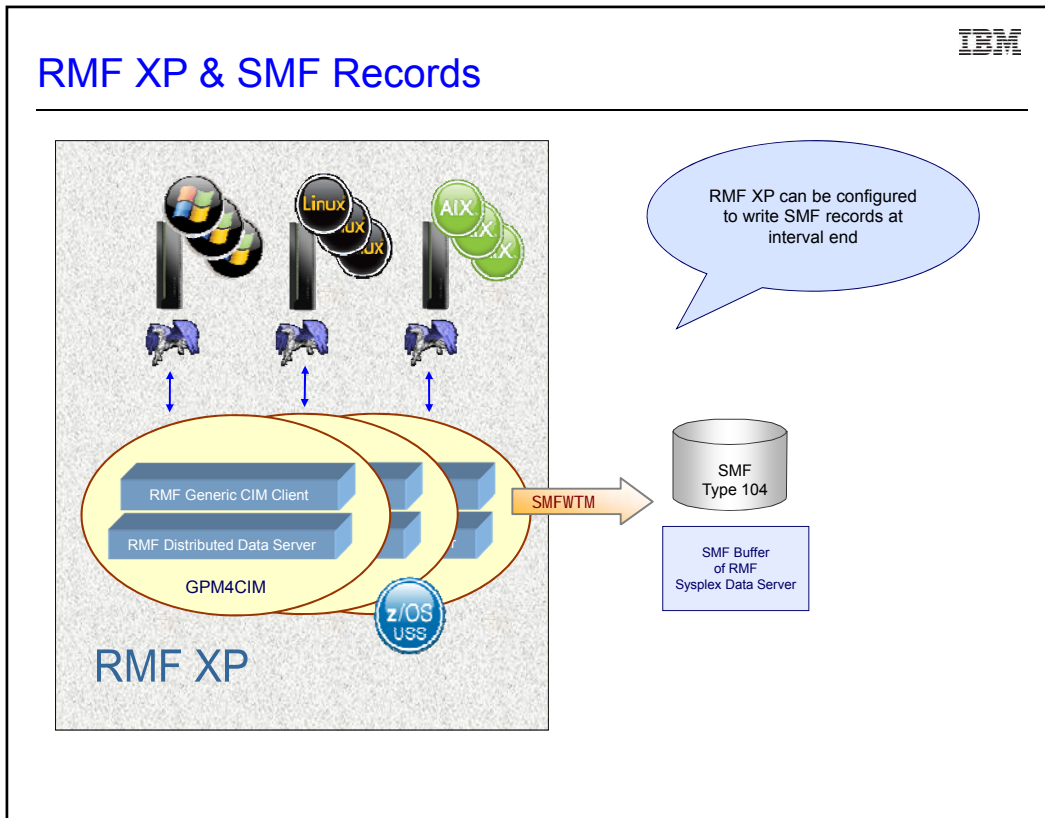 IBM
RMF XP & SMF Records
RMF XP can be configured
to write SMF records at
interval end
Linux
AIX
RMF Generic CIM Client
RMF Distributed Data Server
GPM4CIM
z/OS
USS
RMF XP
SMFWTM
SMF
Type 104
SMF Buffer
of RMF
Sysplex Data Server